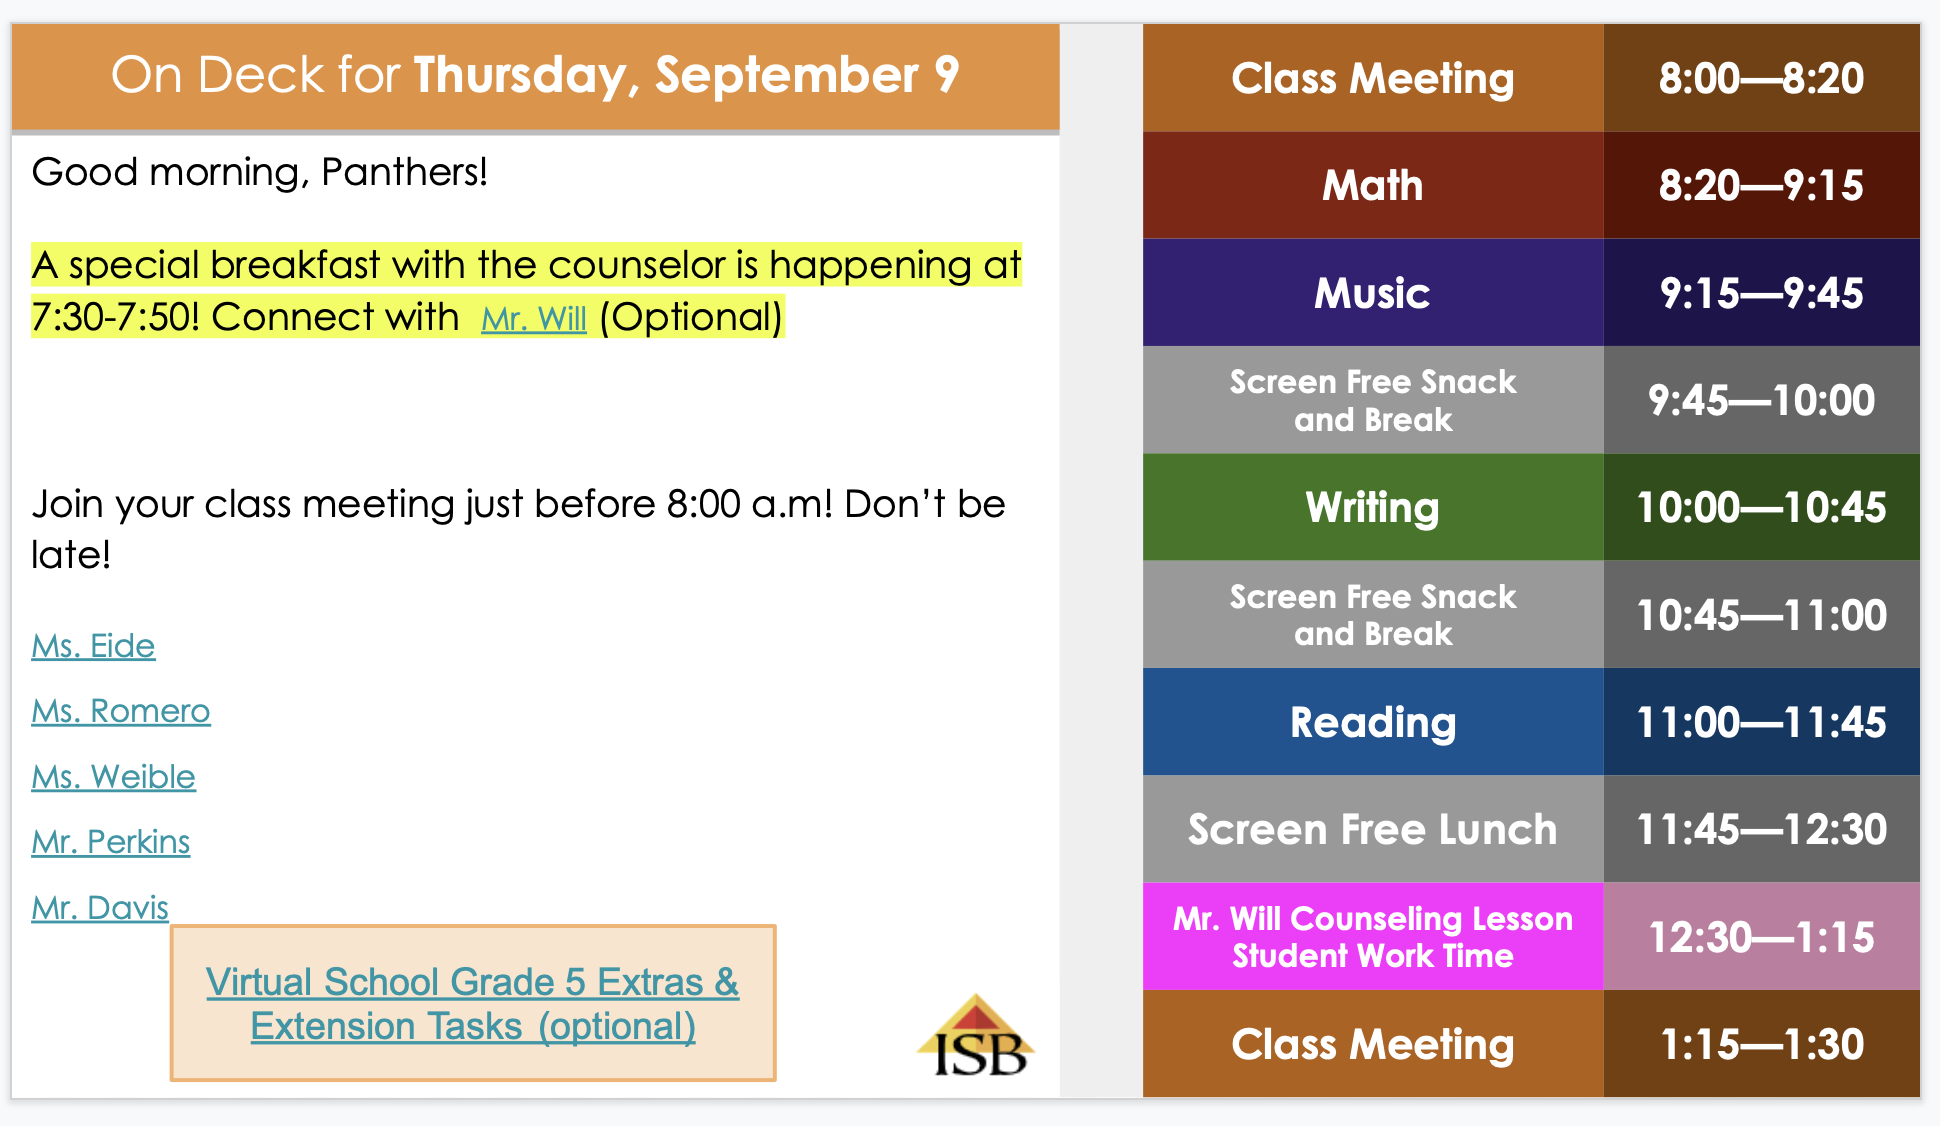 On Deck for Thursday, September 9
Good morning, Panthers!
A special breakfast with the counselor is happening at
7:30-7:50! Connect with Mr. Will (Optional)
Join your class meeting just before 8:00 a.m! Don’t be
late!
Ms. Eide
Ms. Romero
Ms. Weible
Mr. Perkins
Mr. Davis
Virtual School Grade 5 Extras &
Extension Tasks (optional)
ISB
Class Meeting 8:00—8:20
Math 8:20—9:15
Music 9:15—9:45
Screen Free Snack
and Break 9:45—10:00
Writing 10:00—10:45
Screen Free Snack
and Break 10:45—11:00
Reading 11:00—11:45
Screen Free Lunch 11:45—12:30
Mr. Will Counseling Lesson
Student Work Time 12:30—1:15
Class Meeting 1:15—1:30